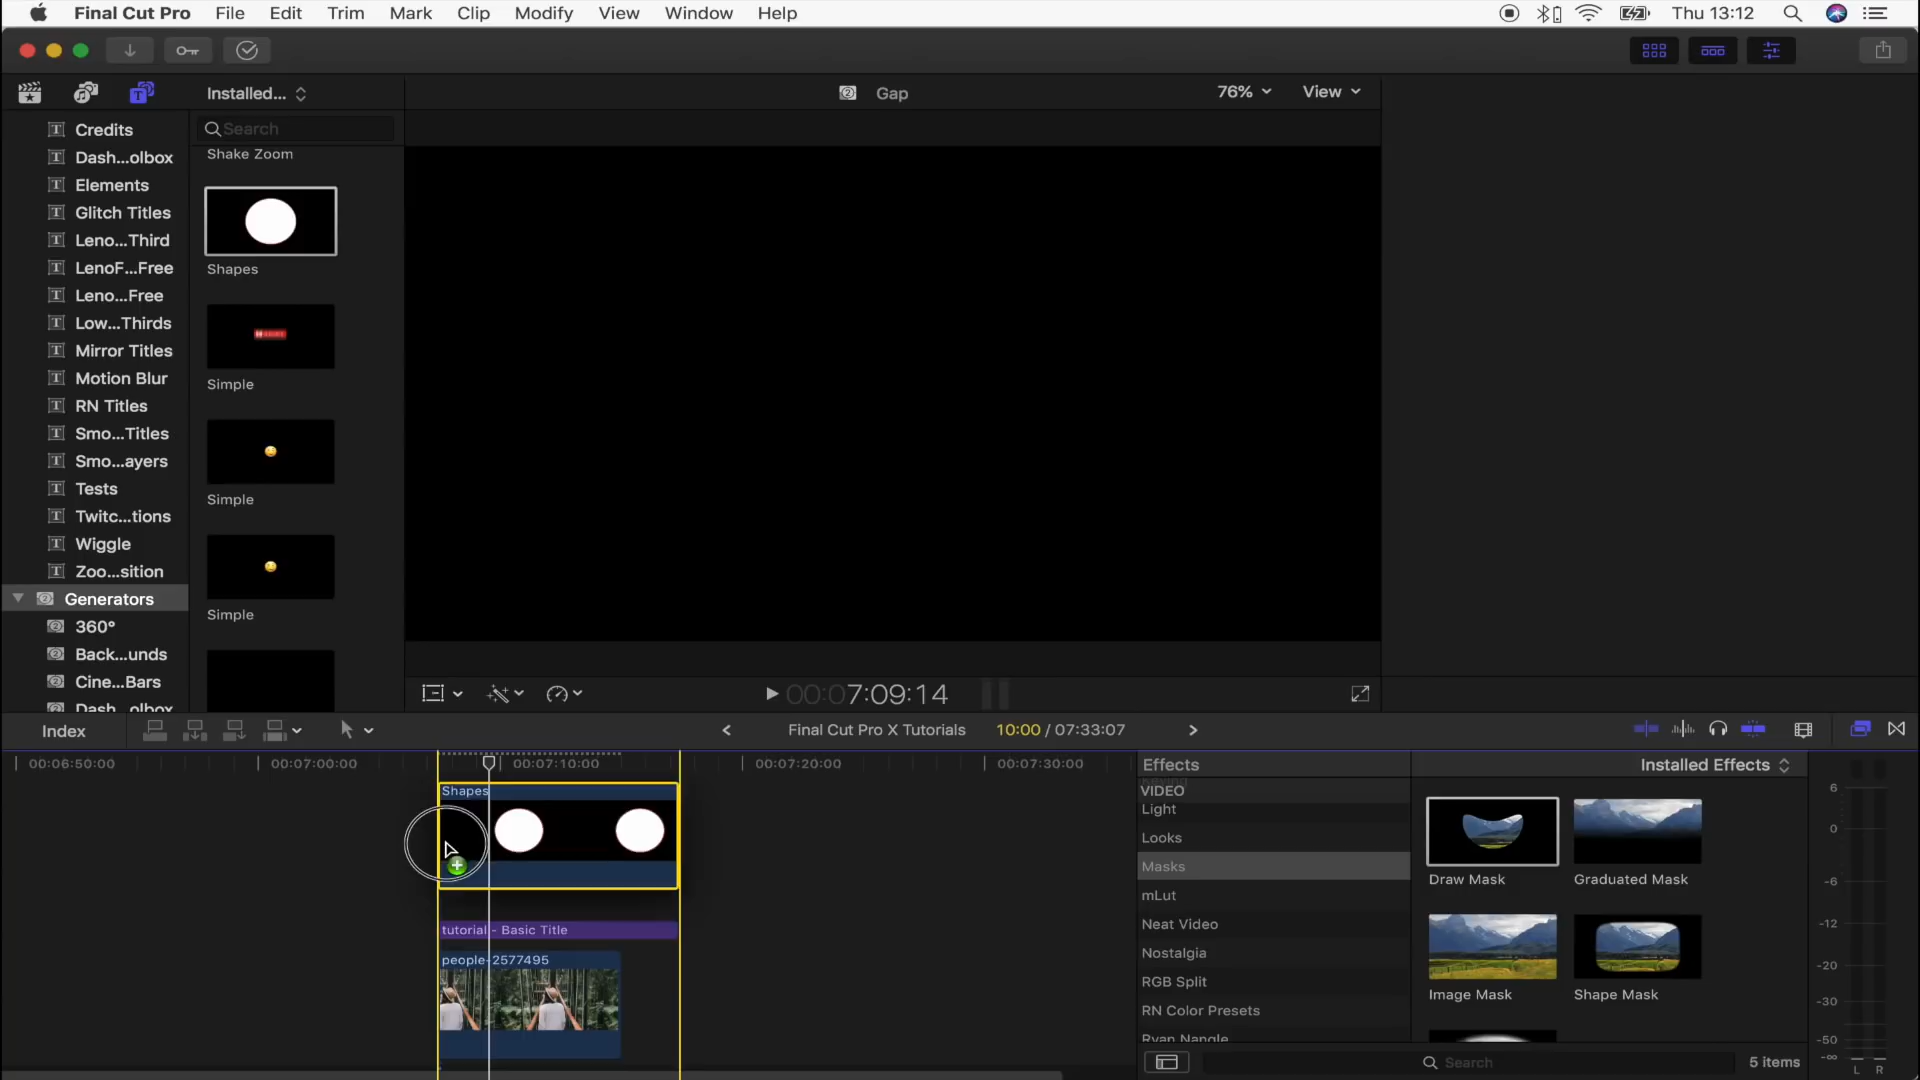 Final Cut Pro File Edit Trim Mark Clip Modify View Window Help Thu 13:12
Installed... Gap 76% View
Search
Credits
Dash...olbox
Elements
Glitch Titles
Leno...Third
LenoF...Free
Leno...Free
Low...Thirds
Mirror Titles
Motion Blur
RN Titles
Smo...Titles
Smo...ayers
Tests
Twitc...tions
Wiggle
Zoo...sition
Generators
360°
Back...unds
Cine...Bars
Dash...olbox
Shake Zoom
Shapes
Simple
Simple
Simple
00:07:09:14
Index Final Cut Pro X Tutorials 10:00 / 07:33:07
00:06:50:00 00:07:00:00 00:07:10:00 00:07:20:00 00:07:30:00
Shapes
tutorial - Basic Title
people-2577495
Effects Installed Effects
VIDEO
Light
Looks
Masks
mLut
Neat Video
Nostalgia
RGB Split
RN Color Presets
Ryan Nangle
Draw Mask Graduated Mask
Image Mask Shape Mask
Search 5 items
6
0
-6
-12
-20
-30
-50
-∞
L R